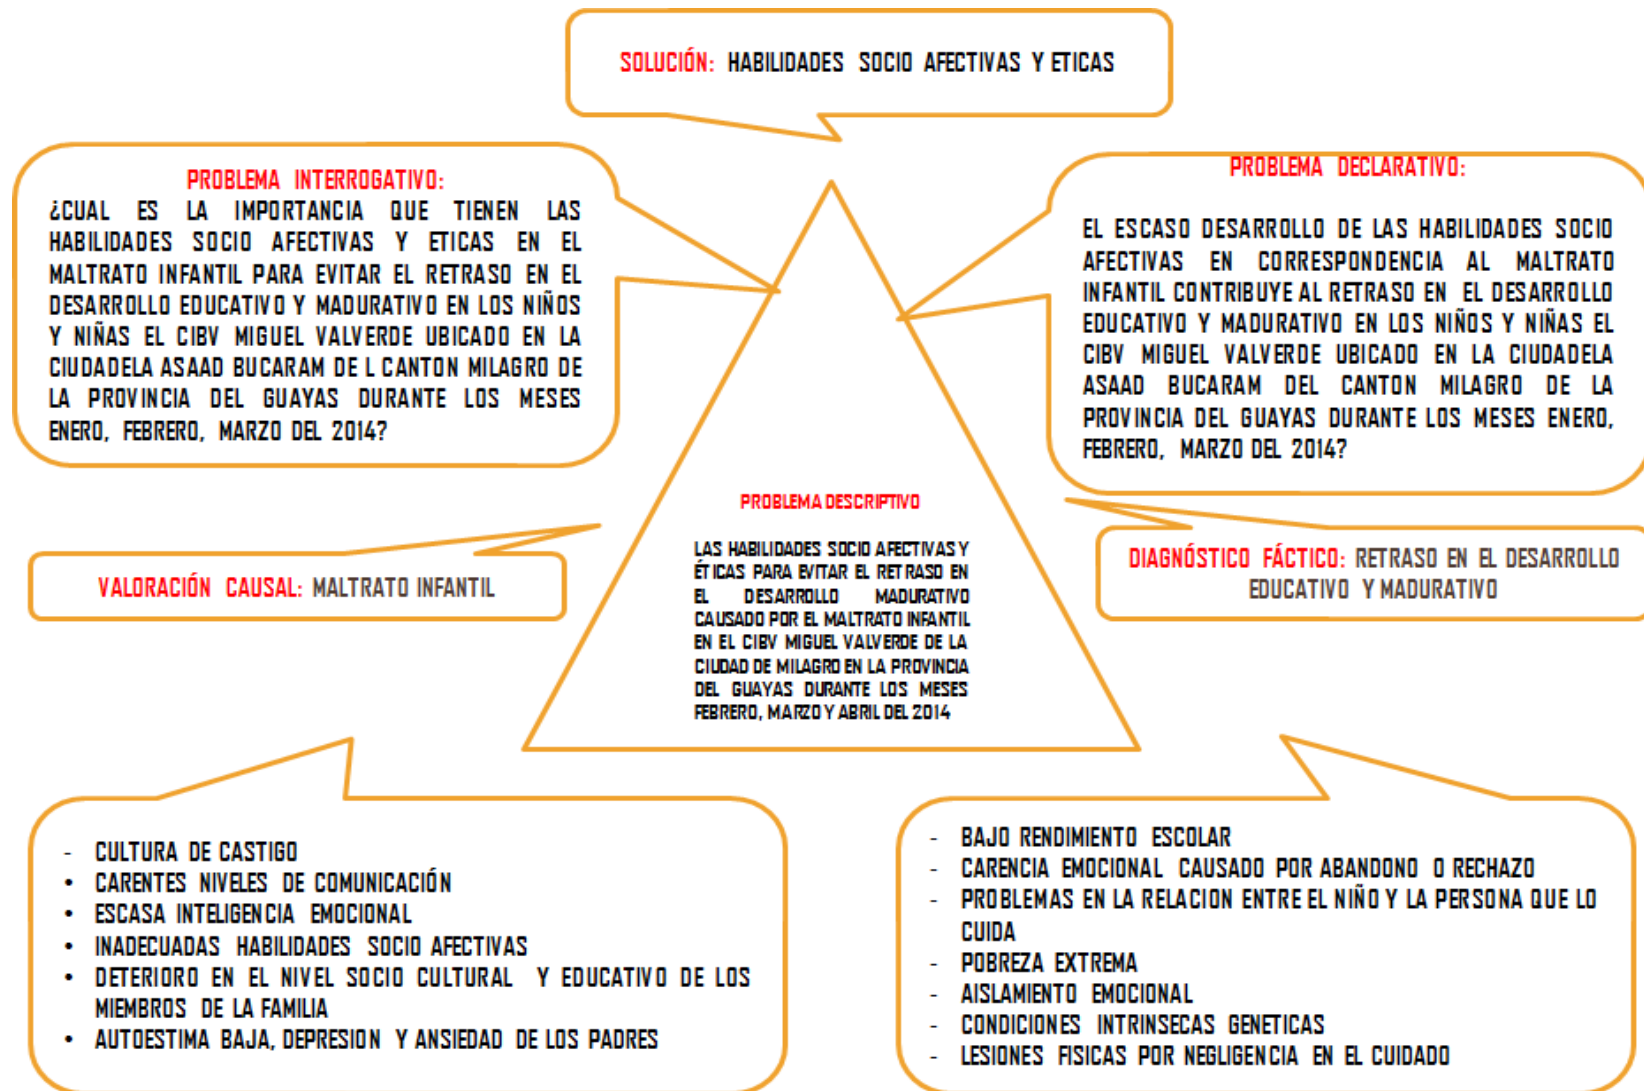 SOLUCIÓN: HABILIDADES SOCIO AFECTIVAS Y ETICAS
PROBLEMA INTERROGATIVO:
¿CUAL ES LA IMPORTANCIA QUE TIENEN LAS
HABILIDADES SOCIO AFECTIVAS Y ETICAS EN EL
MALTRATO INFANTIL PARA EVITAR EL RETRASO EN EL
DESARROLLO EDUCATIVO Y MADURATIVO EN LOS NIÑOS
Y NIÑAS EL CIBV MIGUEL VALVERDE UBICADO EN LA
CIUDADELA ASAAD BUCARAM DE L CANTON MILAGRO DE
LA PROVINCIA DEL GUAYAS DURANTE LOS MESES
ENERO, FEBRERO, MARZO DEL 2014?
PROBLEMA DECLARATIVO:
EL ESCASO DESARROLLO DE LAS HABILIDADES SOCIO
AFECTIVAS EN CORRESPONDENCIA AL MALTRATO
INFANTIL CONTRIBUYE AL RETRASO EN EL DESARROLLO
EDUCATIVO Y MADURATIVO EN LOS NIÑOS Y NIÑAS EL
CIBV MIGUEL VALVERDE UBICADO EN LA CIUDADELA
ASAAD BUCARAM DEL CANTON MILAGRO DE LA
PROVINCIA DEL GUAYAS DURANTE LOS MESES ENERO,
FEBRERO, MARZO DEL 2014?
PROBLEMA DESCRIPTIVO
LAS HABILIDADES SOCIO AFECTIVAS Y
ÉTICAS PARA EVITAR EL RETRASO EN
EL DESARROLLO MADURATIVO
CAUSADO POR EL MALTRATO INFANTIL
EN EL CIBV MIGUEL VALVERDE DE LA
CIUDAD DE MILAGRO EN LA PROVINCIA
DEL GUAYAS DURANTE LOS MESES
FEBRERO, MARZO Y ABRIL DEL 2014
VALORACIÓN CAUSAL: MALTRATO INFANTIL
DIAGNÓSTICO FÁCTICO: RETRASO EN EL DESARROLLO
EDUCATIVO Y MADURATIVO
- CULTURA DE CASTIGO
• CARENTES NIVELES DE COMUNICACIÓN
• ESCASA INTELIGENCIA EMOCIONAL
• INADECUADAS HABILIDADES SOCIO AFECTIVAS
• DETERIORO EN EL NIVEL SOCIO CULTURAL Y EDUCATIVO DE LOS
MIEMBROS DE LA FAMILIA
• AUTOESTIMA BAJA, DEPRESION Y ANSIEDAD DE LOS PADRES
- BAJO RENDIMIENTO ESCOLAR
- CARENCIA EMOCIONAL CAUSADO POR ABANDONO O RECHAZO
- PROBLEMAS EN LA RELACION ENTRE EL NIÑO Y LA PERSONA QUE LO
CUIDA
- POBREZA EXTREMA
- AISLAMIENTO EMOCIONAL
- CONDICIONES INTRINSECAS GENETICAS
- LESIONES FISICAS POR NEGLIGENCIA EN EL CUIDADO